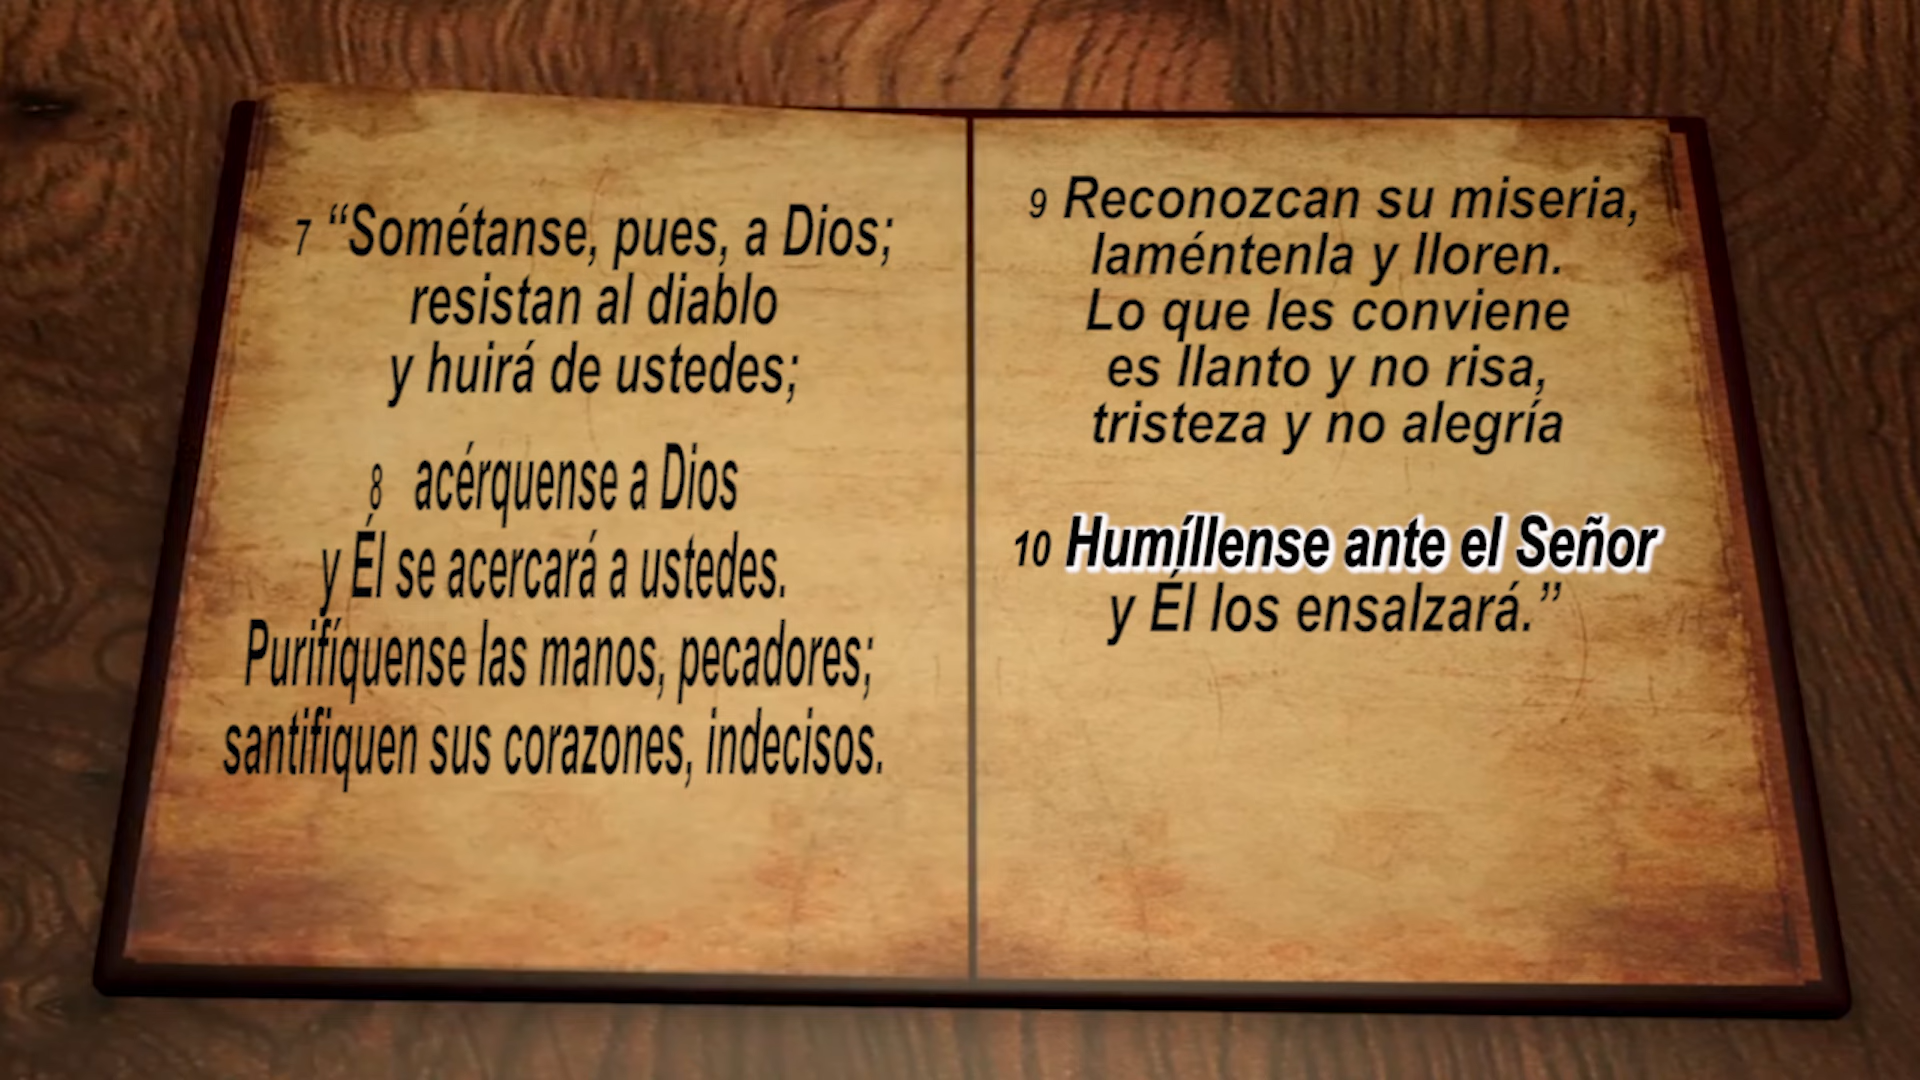 7 “Sométanse, pues, a Dios;
resistan al diablo
y huirá de ustedes;
8 acérquense a Dios
y Él se acercará a ustedes.
Purifíquense las manos, pecadores;
santifiquen sus corazones, indecisos.
9 Reconozcan su miseria,
laméntenla y lloren.
Lo que les conviene
es llanto y no risa,
tristeza y no alegría
10 Humíllense ante el Señor
y Él los ensalzará.”